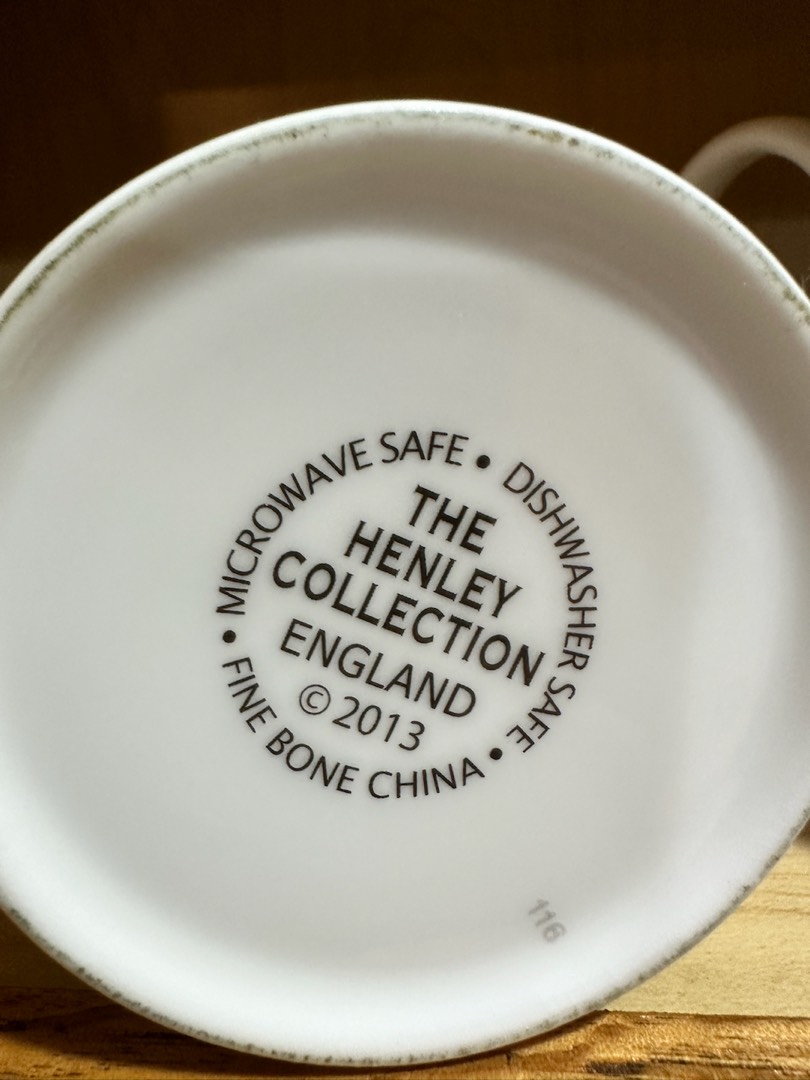 MICROWAVE SAFE • DISHWASHER SAFE • FINE BONE CHINA •
THE
HENLEY
COLLECTION
ENGLAND
© 2013
116